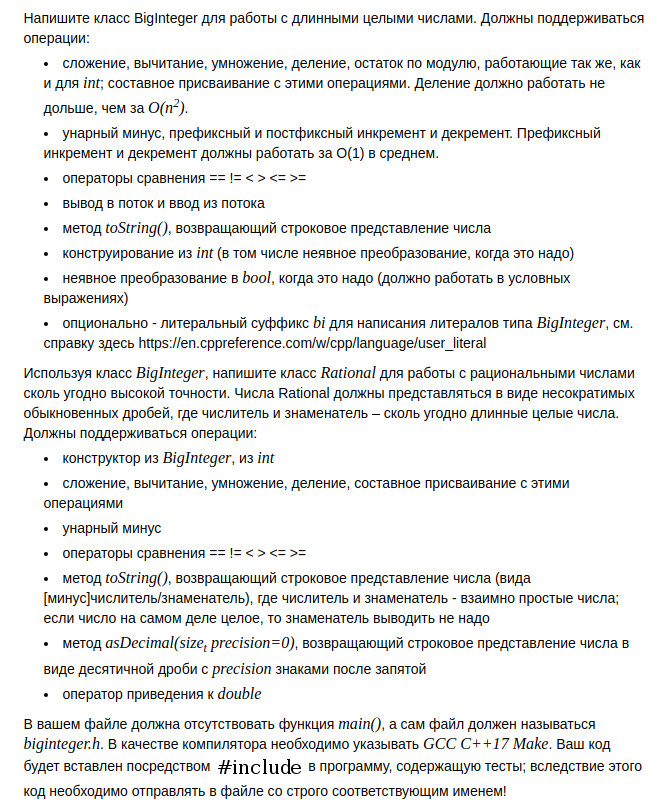 Напишите класс BigInteger для работы с длинными целыми числами. Должны поддерживаться
операции:
• сложение, вычитание, умножение, деление, остаток по модулю, работающие так же, как
и для int; составное присваивание с этими операциями. Деление должно работать не
дольше, чем за O(n²).
• унарный минус, префиксный и постфиксный инкремент и декремент. Префиксный
инкремент и декремент должны работать за O(1) в среднем.
• операторы сравнения == != < > <= >=
• вывод в поток и ввод из потока
• метод toString(), возвращающий строковое представление числа
• конструирование из int (в том числе неявное преобразование, когда это надо)
• неявное преобразование в bool, когда это надо (должно работать в условных
выражениях)
• опционально - литеральный суффикс bi для написания литералов типа BigInteger, см.
справку здесь https://en.cppreference.com/w/cpp/language/user_literal
Используя класс BigInteger, напишите класс Rational для работы с рациональными числами
сколь угодно высокой точности. Числа Rational должны представляться в виде несократимых
обыкновенных дробей, где числитель и знаменатель – сколь угодно длинные целые числа.
Должны поддерживаться операции:
• конструктор из BigInteger, из int
• сложение, вычитание, умножение, деление, составное присваивание с этими
операциями
• унарный минус
• операторы сравнения == != < > <= >=
• метод toString(), возвращающий строковое представление числа (вида
[минус]числитель/знаменатель), где числитель и знаменатель - взаимно простые числа;
если число на самом деле целое, то знаменатель выводить не надо
• метод asDecimal(sizeₜ precision=0), возвращающий строковое представление числа в
виде десятичной дроби с precision знаками после запятой
• оператор приведения к double
В вашем файле должна отсутствовать функция main(), а сам файл должен называться
biginteger.h. В качестве компилятора необходимо указывать GCC C++17 Make. Ваш код
будет вставлен посредством #include в программу, содержащую тесты; вследствие этого
код необходимо отправлять в файле со строго соответствующим именем!